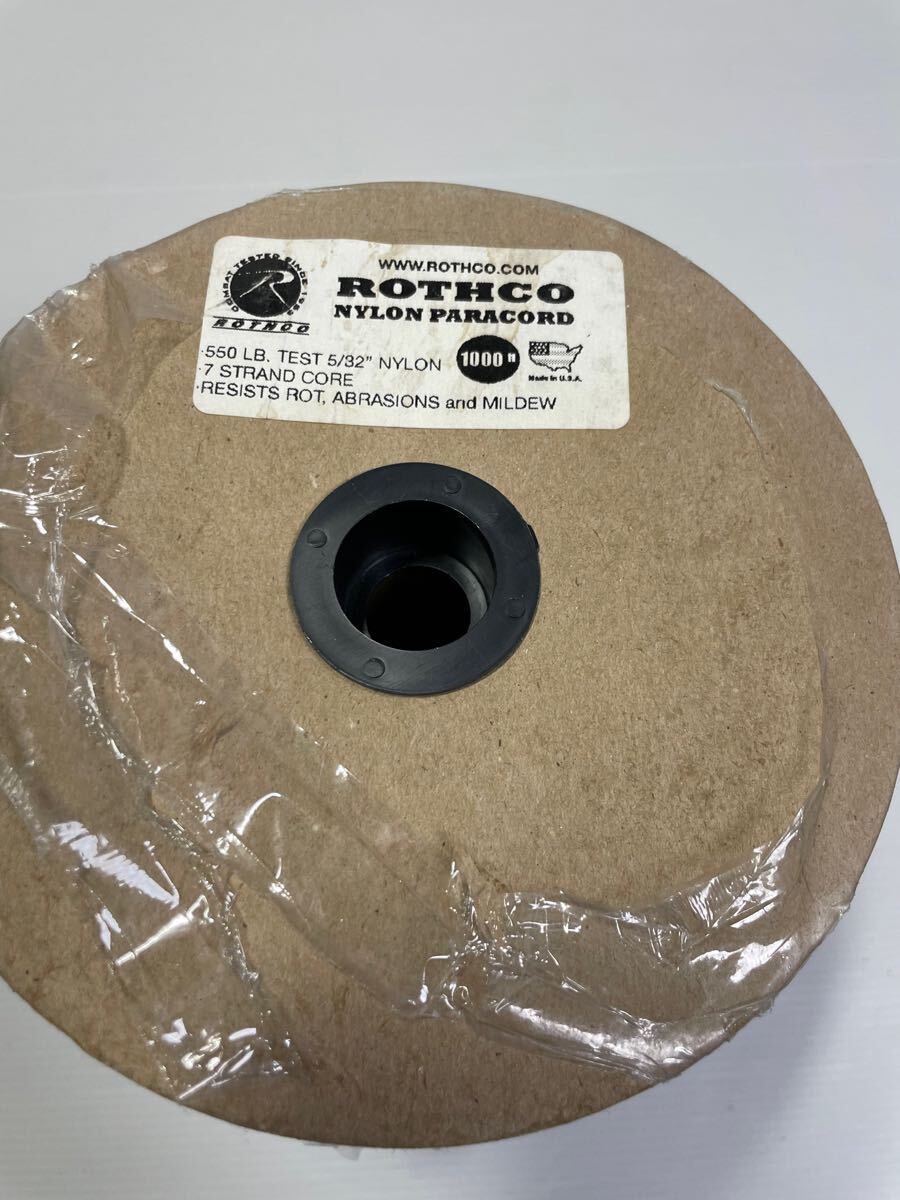 COMBAT TESTED SINCE 1953
R
ROTHCO
WWW.ROTHCO.COM
ROTHCO
NYLON PARACORD
·550 LB. TEST 5/32" NYLON
1000 ft
Made in U.S.A.
·7 STRAND CORE
·RESISTS ROT, ABRASIONS and MILDEW